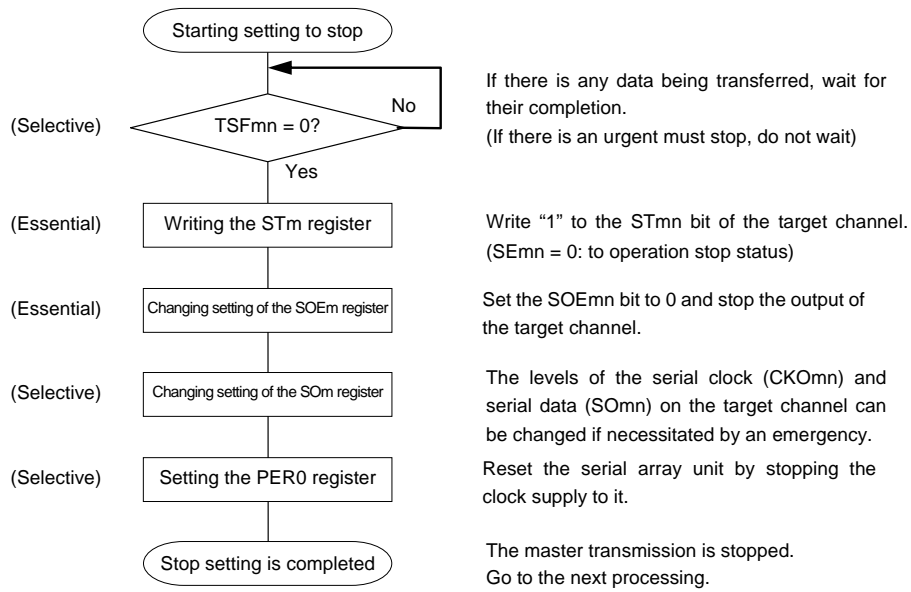 Starting setting to stop
No
If there is any data being transferred, wait for
their completion.
(If there is an urgent must stop, do not wait)
(Selective)
TSFmn = 0?
Yes
(Essential)
Writing the STm register
Write “1” to the STmn bit of the target channel.
(SEmn = 0: to operation stop status)
(Essential)
Changing setting of the SOEm register
Set the SOEmn bit to 0 and stop the output of
the target channel.
(Selective)
Changing setting of the SOm register
The levels of the serial clock (CKOmn) and
serial data (SOmn) on the target channel can
be changed if necessitated by an emergency.
(Selective)
Setting the PER0 register
Reset the serial array unit by stopping the
clock supply to it.
Stop setting is completed
The master transmission is stopped.
Go to the next processing.